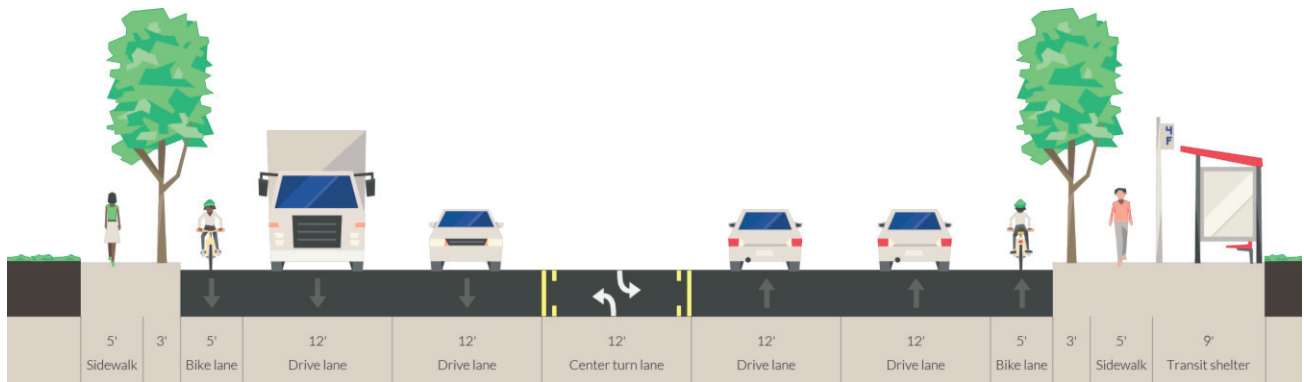 4
F
5' 3' 5' 12' 12' 12' 12' 12' 5' 3' 5' 9'
Sidewalk Bike lane Drive lane Drive lane Center turn lane Drive lane Drive lane Bike lane Sidewalk Transit shelter